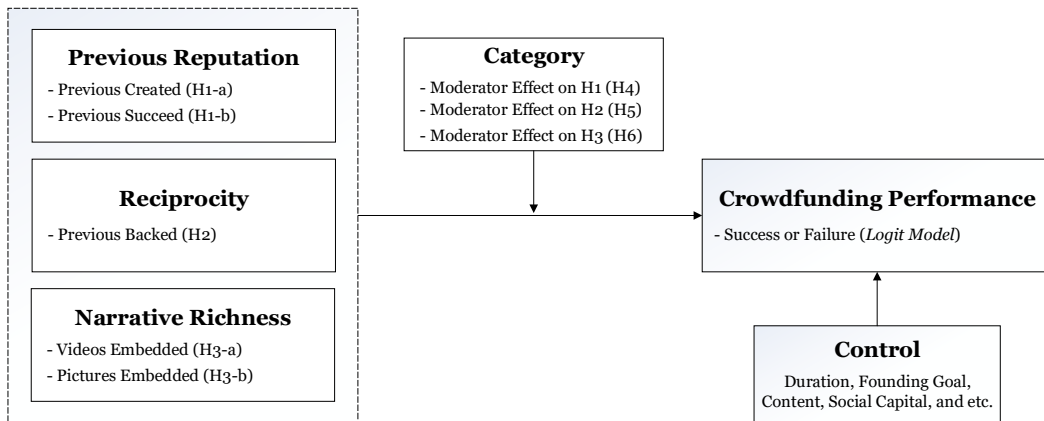 Previous Reputation
- Previous Created (H1-a)
- Previous Succeed (H1-b)
Reciprocity
- Previous Backed (H2)
Narrative Richness
- Videos Embedded (H3-a)
- Pictures Embedded (H3-b)
Category
- Moderator Effect on H1 (H4)
- Moderator Effect on H2 (H5)
- Moderator Effect on H3 (H6)
Crowdfunding Performance
- Success or Failure (Logit Model)
Control
Duration, Founding Goal,
Content, Social Capital, and etc.